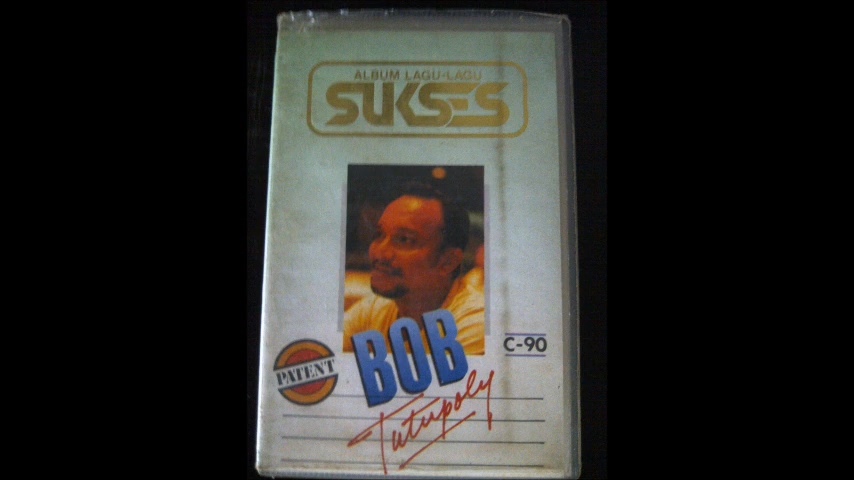 ALBUM LAGU-LAGU
SUKSES
BOB
C-90
PATENT
Tutupoly